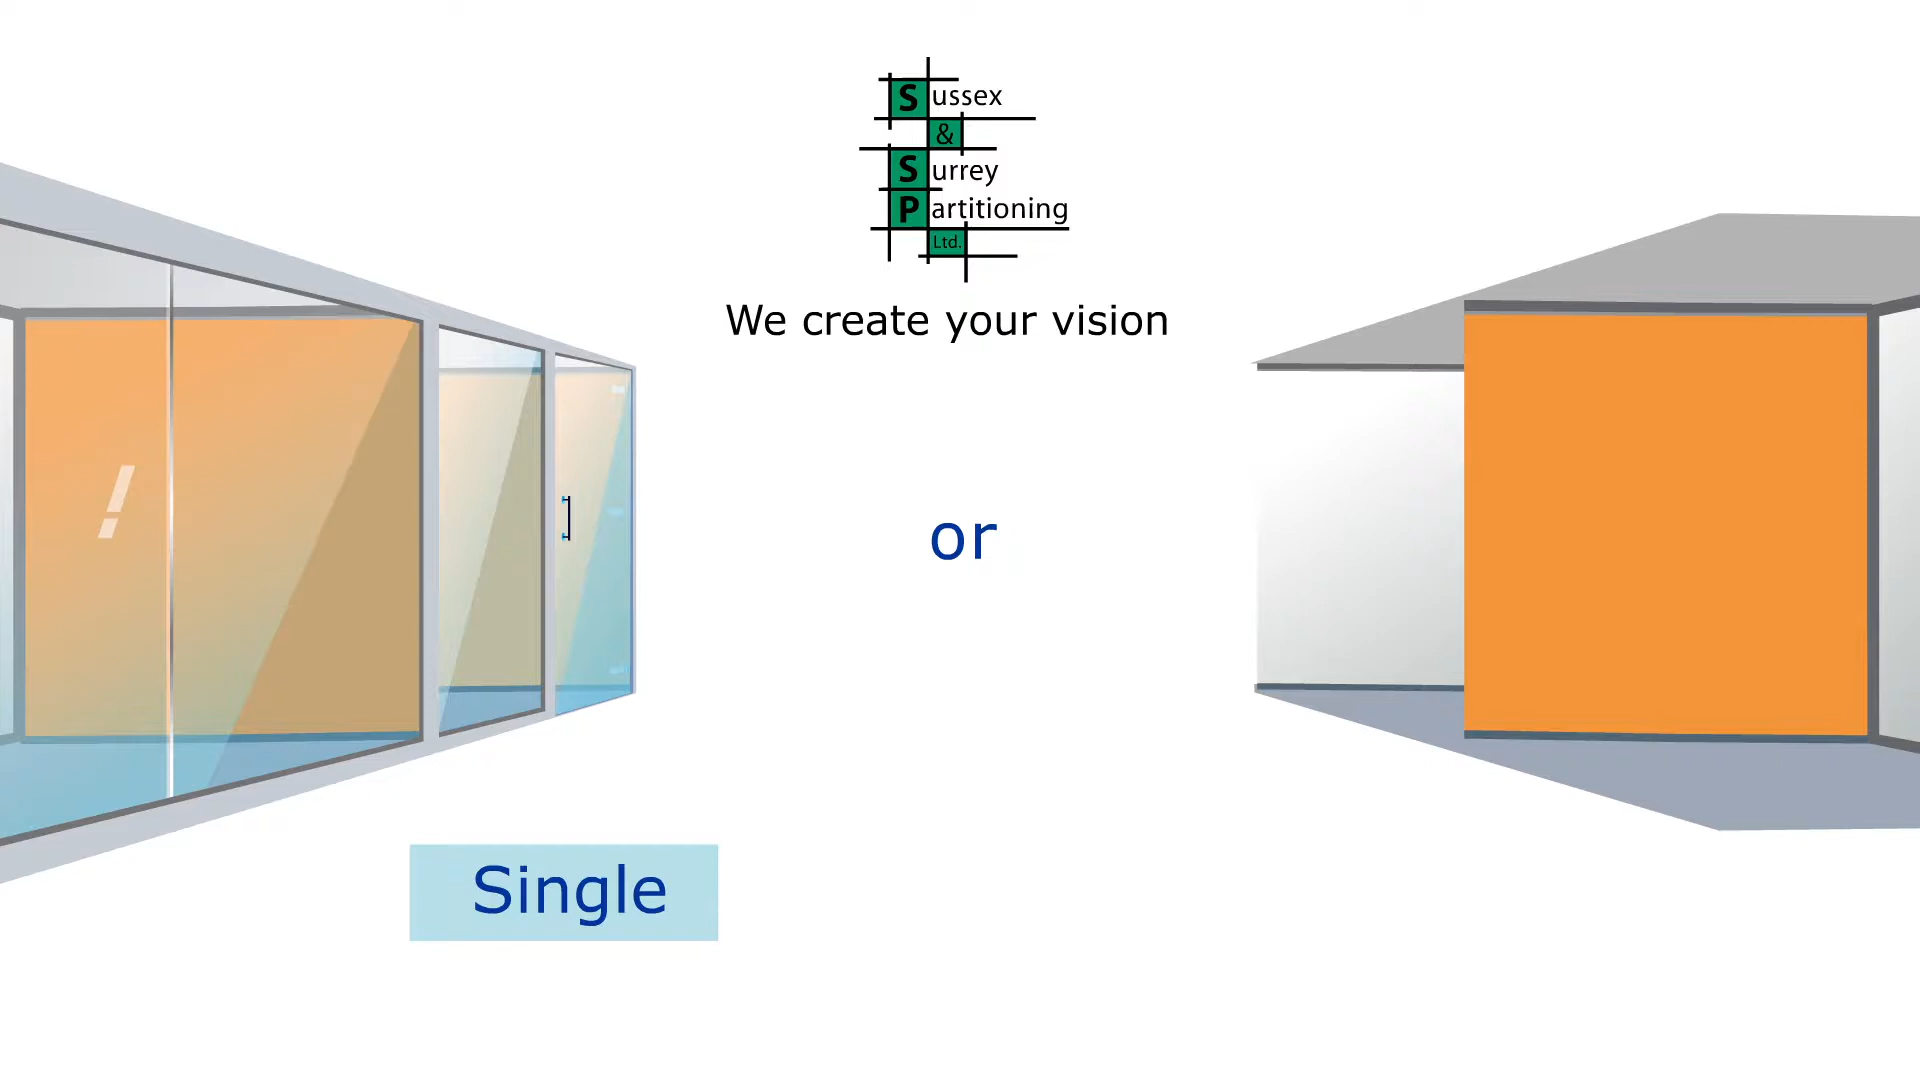 Sussex
&
Surrey
Partitioning
Ltd.
We create your vision
!
or
Single